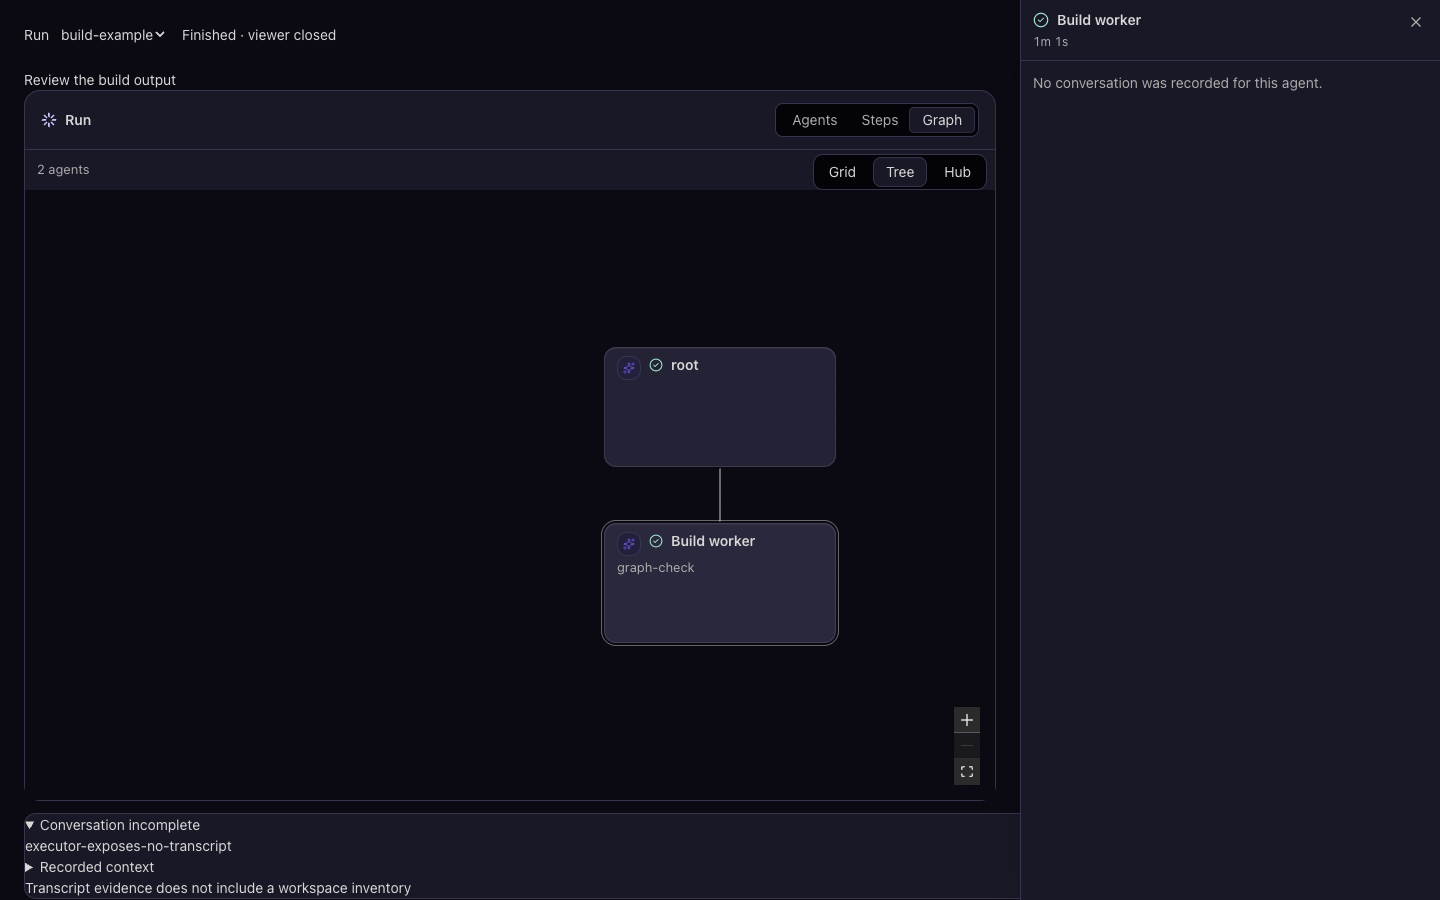 Run build-example Finished · viewer closed
Review the build output
Run
Agents Steps Graph
2 agents
Grid Tree Hub
root
Build worker
graph-check
Conversation incomplete
executor-exposes-no-transcript
Recorded context
Transcript evidence does not include a workspace inventory
Build worker
1m 1s
No conversation was recorded for this agent.